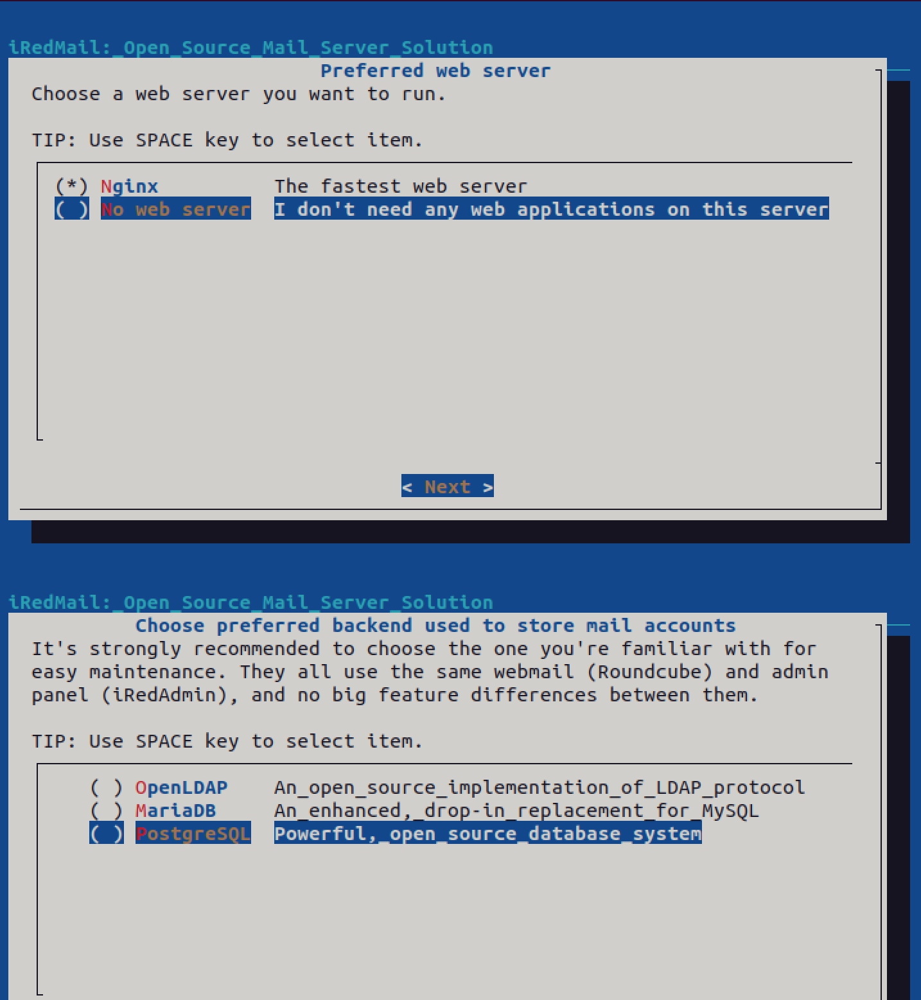 iRedMail:_Open_Source_Mail_Server_Solution
Preferred web server
Choose a web server you want to run.
TIP: Use SPACE key to select item.
(*) Nginx The fastest web server
( ) No web server I don't need any web applications on this server
< Next >
iRedMail:_Open_Source_Mail_Server_Solution
Choose preferred backend used to store mail accounts
It's strongly recommended to choose the one you're familiar with for
easy maintenance. They all use the same webmail (Roundcube) and admin
panel (iRedAdmin), and no big feature differences between them.
TIP: Use SPACE key to select item.
( ) OpenLDAP An_open_source_implementation_of_LDAP_protocol
( ) MariaDB An_enhanced,_drop-in_replacement_for_MySQL
( ) PostgreSQL Powerful,_open_source_database_system